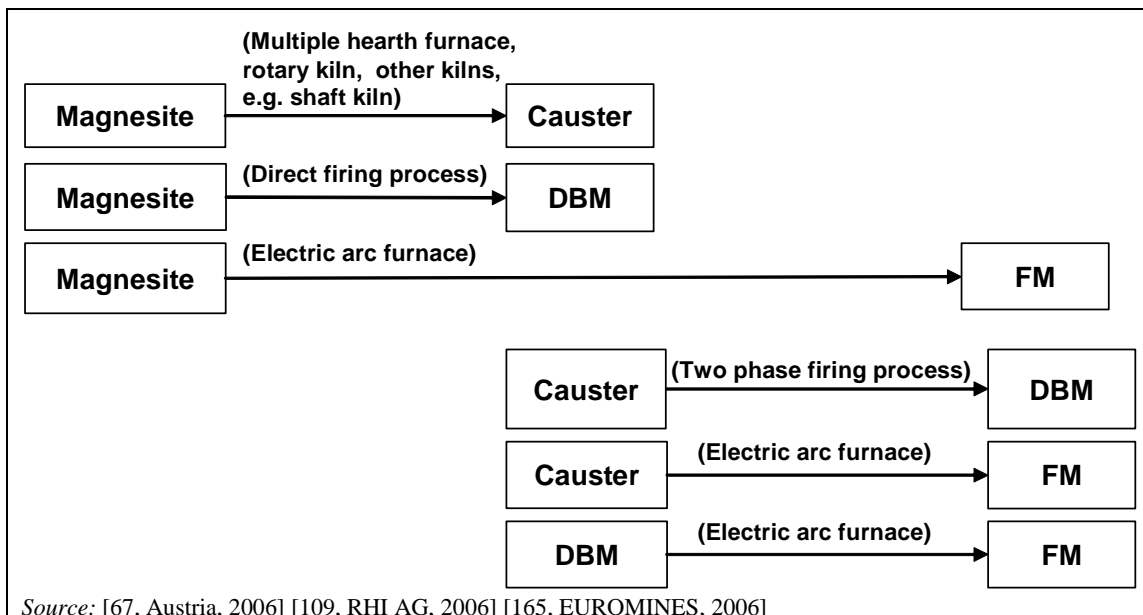 (Multiple hearth furnace,
rotary kiln, other kilns,
e.g. shaft kiln)
Magnesite
Causter
(Direct firing process)
Magnesite
DBM
(Electric arc furnace)
Magnesite
FM
(Two phase firing process)
Causter
DBM
(Electric arc furnace)
Causter
FM
(Electric arc furnace)
DBM
FM
Source: [67, Austria, 2006] [109, RHI AG, 2006] [165, EUROMINES, 2006]